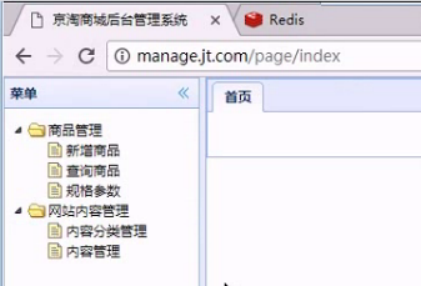 京淘商城后台管理系统
Redis
manage.jt.com/page/index
菜单
首页
商品管理
新增商品
查询商品
规格参数
网站内容管理
内容分类管理
内容管理